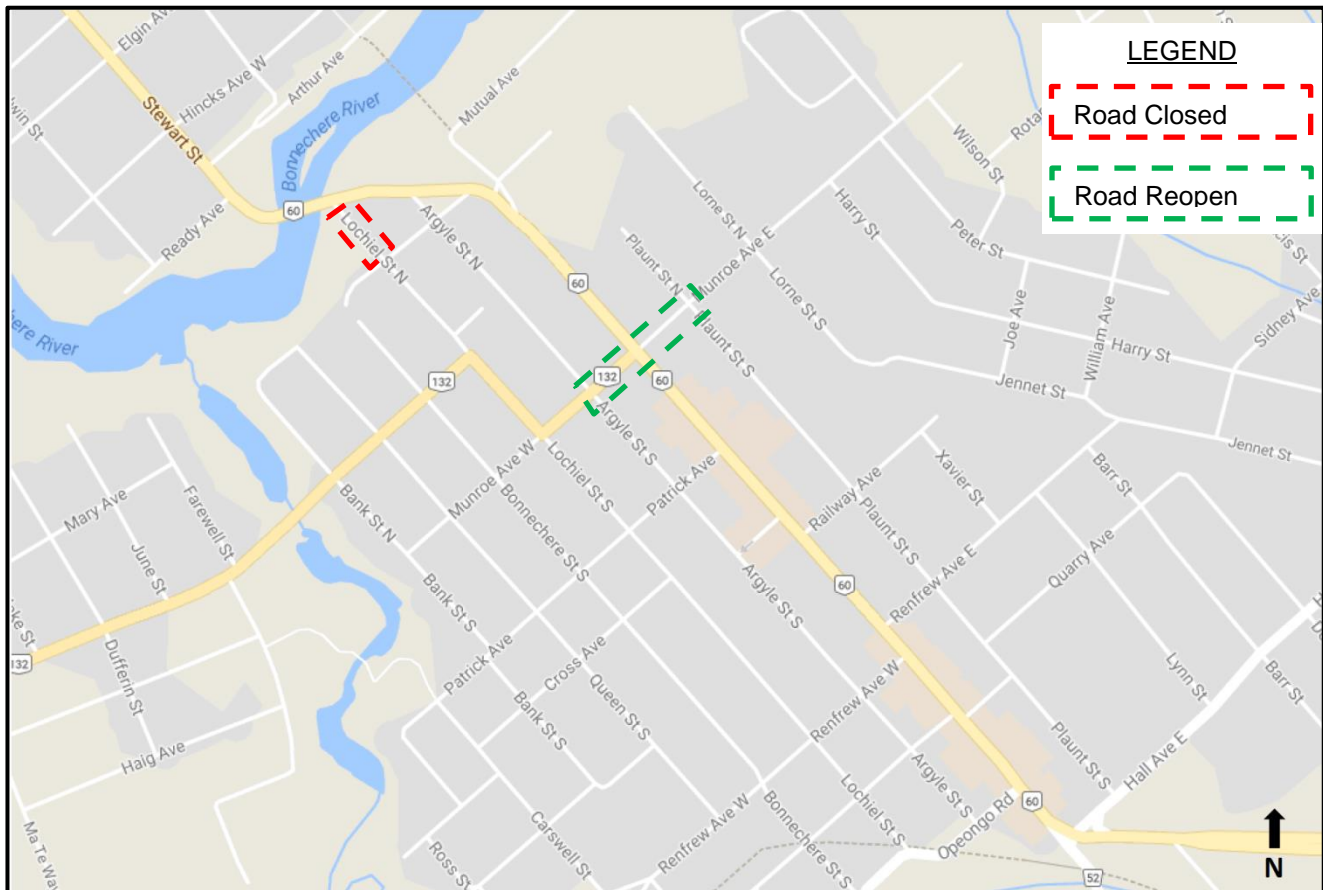 LEGEND
Road Closed
Road Reopen
Elgin Ave
Hincks Ave W
Arthur Ave
Mutual Ave
Stewart St
Bonnechere River
Ready Ave
60
Lochiel St N
Argyle St N
60
Lorne St N
Plaunt St N
Munroe Ave E
Lorne St S
Harry St
Wilson St
Peter St
Joe Ave
William Ave
Harry St
Sidney Ave
Jennet St
Jennet St
Plaunt St S
132
60
132
Argyle St S
Munroe Ave W
Lochiel St S
Patrick Ave
Bonnechere St S
Bank St N
Bank St S
Mary Ave
Farewell St
June St
Dufferin St
132
Haig Ave
Railway Ave
Xavier St
Barr St
Plaunt St S
Renfrew Ave E
Quarry Ave
Argyle St S
60
Patrick Ave
Cross Ave
Queen St S
Bank St S
Renfrew Ave W
Lynn St
Barr St
Hall Ave E
Plaunt St S
Argyle St S
Lochiel St S
Opeongo Rd
60
Renfrew Ave W
Bonnechere St S
Carswell St
Ross St
52
N